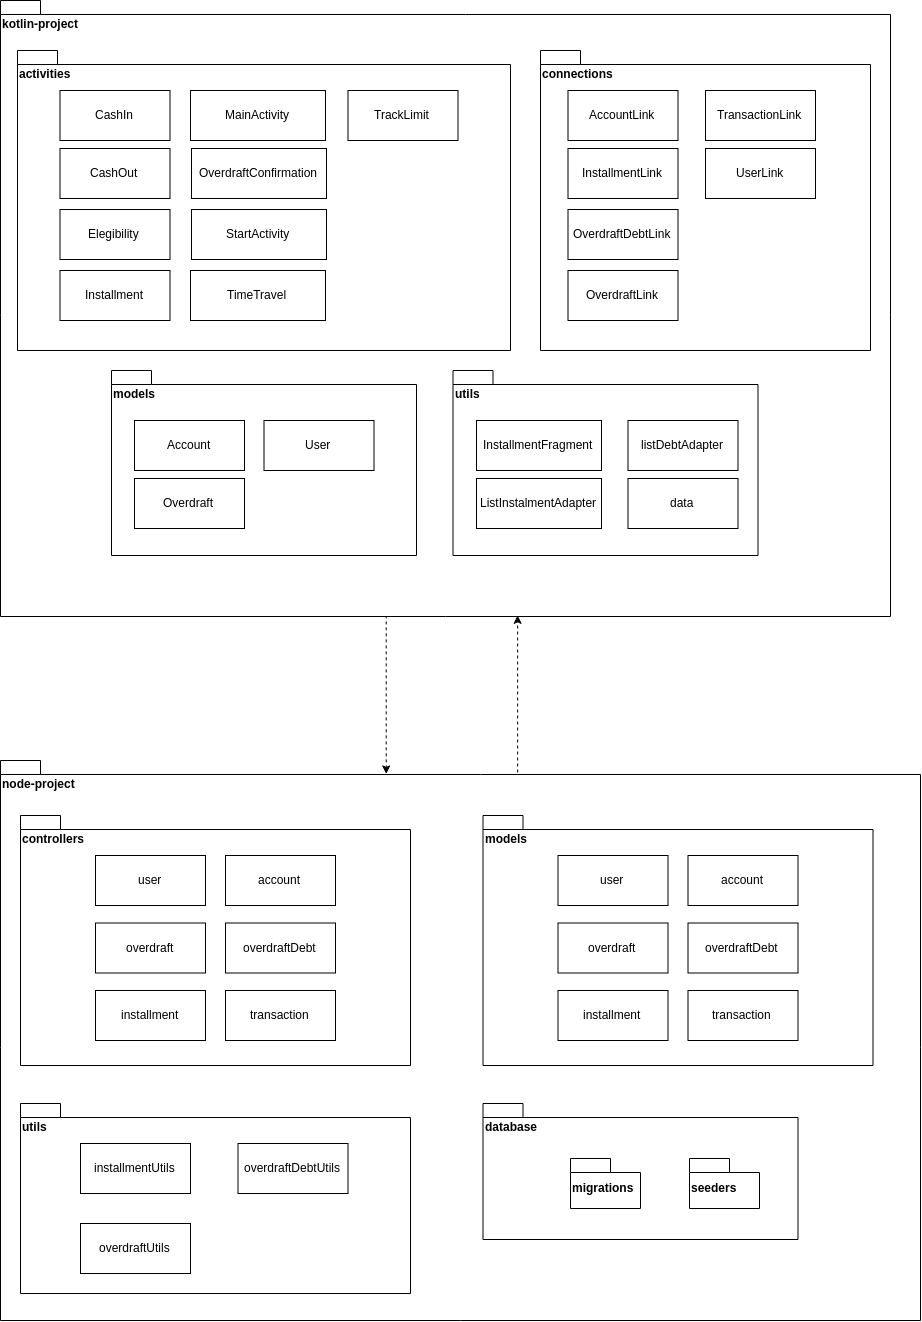 kotlin-project
activities
CashIn
MainActivity
TrackLimit
CashOut
OverdraftConfirmation
Elegibility
StartActivity
Installment
TimeTravel
connections
AccountLink
TransactionLink
InstallmentLink
UserLink
OverdraftDebtLink
OverdraftLink
models
Account
User
Overdraft
utils
InstallmentFragment
listDebtAdapter
ListInstalmentAdapter
data
node-project
controllers
user
account
overdraft
overdraftDebt
installment
transaction
models
user
account
overdraft
overdraftDebt
installment
transaction
utils
installmentUtils
overdraftDebtUtils
overdraftUtils
database
migrations
seeders